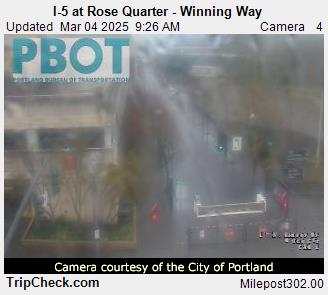 I-5 at Rose Quarter - Winning Way
Updated Mar 04 2025 9:26 AM Camera 4
PBOT
PORTLAND BUREAU OF TRANSPORTATION
Camera courtesy of the City of Portland
TripCheck.com Milepost302.00